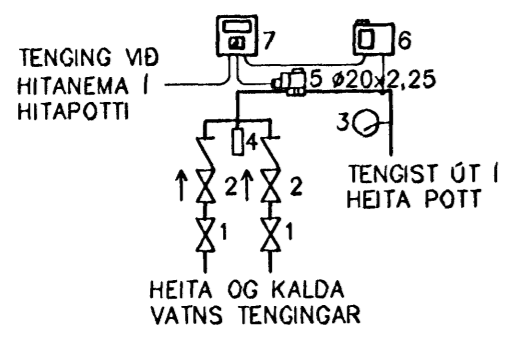 7
6
TENGING VIÐ
HITANEMA Í
HITAPOTTI
5 ø20x2,25
3
4
TENGIST ÚT Í
HEITA POTT
2 2
1 1
HEITA OG KALDA
VATNS TENGINGAR